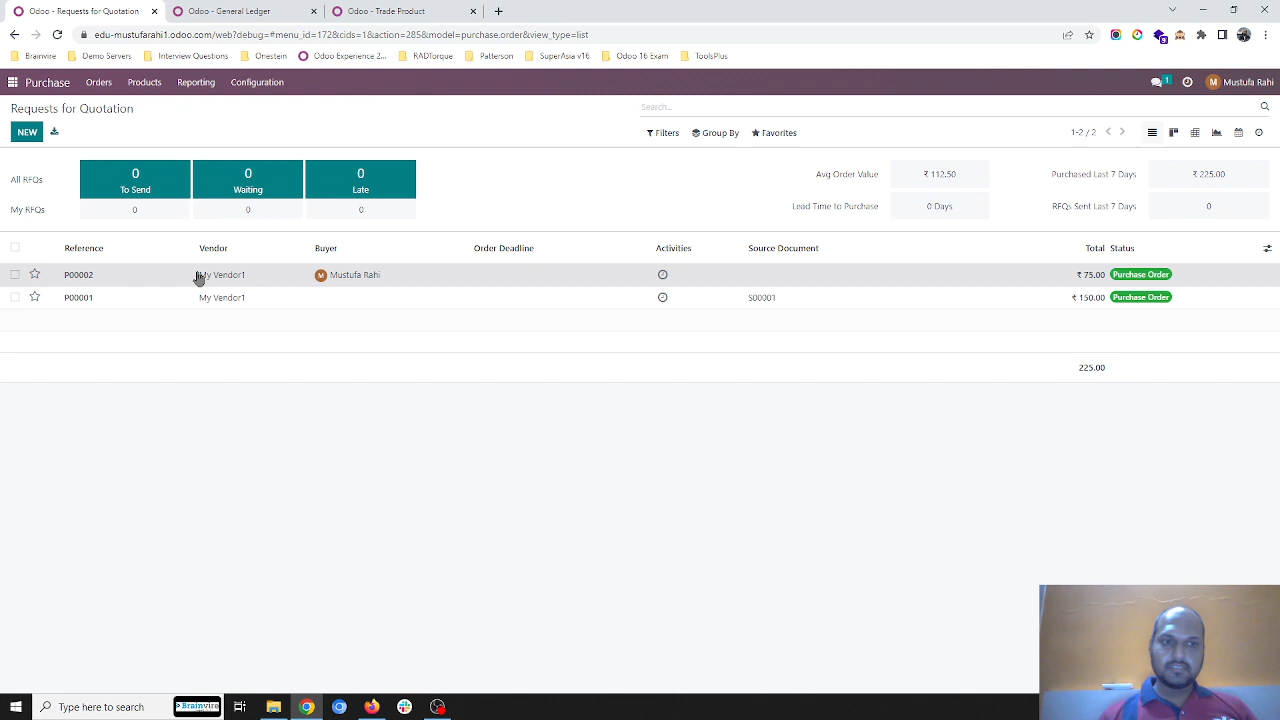 Odoo - Requests for Quotation
Odoo - General Ledger
Odoo - Trade Product
edu-mustufarahi1.odoo.com/web?debug=#menu_id=172&cids=1&action=285&model=purchase.order&view_type=list
Brainvire
Demo Servers
Interview Questions
Onestein
Odoo Experience 2...
RADTorque
Patterson
SuperAsia v16
Odoo 16 Exam
ToolsPlus
Purchase
Orders
Products
Reporting
Configuration
1
M
Mustufa Rahi
Requests for Quotation
Search...
NEW
Filters
Group By
Favorites
1-2 / 2
All RFQs
0
To Send
0
Waiting
0
Late
Avg Order Value
₹ 112.50
Purchased Last 7 Days
₹ 225.00
My RFQs
0
0
0
Lead Time to Purchase
0 Days
RFQs Sent Last 7 Days
0
Reference
Vendor
Buyer
Order Deadline
Activities
Source Document
Total
Status
P00002
My Vendor1
M
Mustufa Rahi
₹ 75.00
Purchase Order
P00001
My Vendor1
S00001
₹ 150.00
Purchase Order
225.00
Type here to search
Brainvire